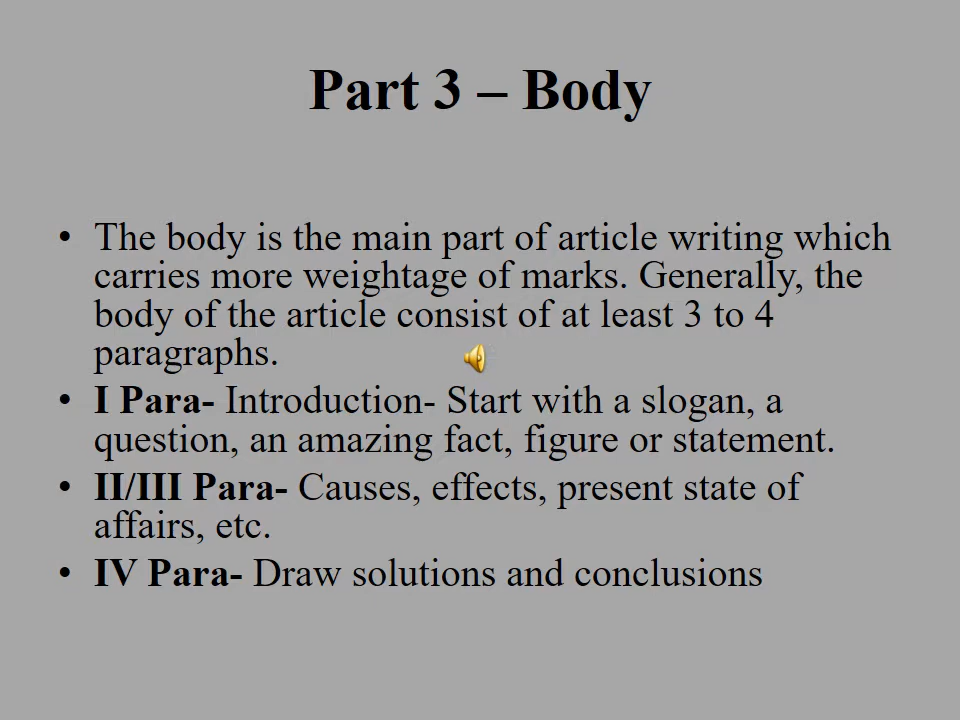 Part 3 – Body
• The body is the main part of article writing which
carries more weightage of marks. Generally, the
body of the article consist of at least 3 to 4
paragraphs.
• I Para- Introduction- Start with a slogan, a
question, an amazing fact, figure or statement.
• II/III Para- Causes, effects, present state of
affairs, etc.
• IV Para- Draw solutions and conclusions